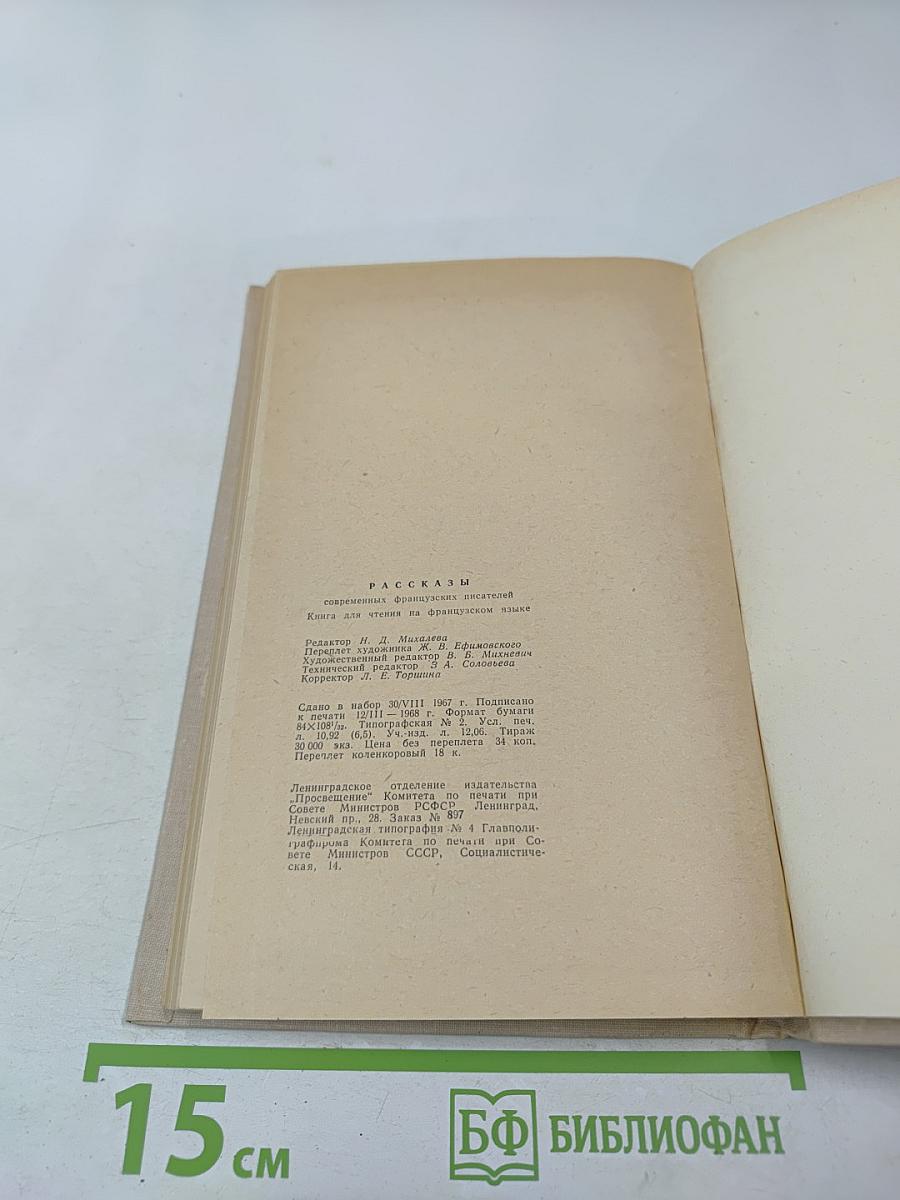 РАССКАЗЫ
современных французских писателей
Книга для чтения на французском языке
Редактор Н. Д. Михалева
Переплет художника Ж. В. Ефимовского
Художественный редактор В. Б. Михневич
Технический редактор З А. Соловьева
Корректор Л. Е. Торшина
Сдано в набор 30/VIII 1967 г. Подписано
к печати 12/III — 1968 г. Формат бумаги
84×108¹/₃₂. Типографская № 2. Усл. печ.
л. 10,92 (6,5). Уч.-изд. л. 12,06. Тираж
30 000 экз. Цена без переплета 34 коп.
Переплет коленкоровый 18 к.
Ленинградское отделение издательства
„Просвещение“ Комитета по печати при
Совете Министров РСФСР Ленинград,
Невский пр., 28. Заказ № 897
Ленинградская типография № 4 Главполи-
графпрома Комитета по печати при Со-
вете Министров СССР, Социалистиче-
ская, 14.
15 см
БФ БИБЛИОФАН